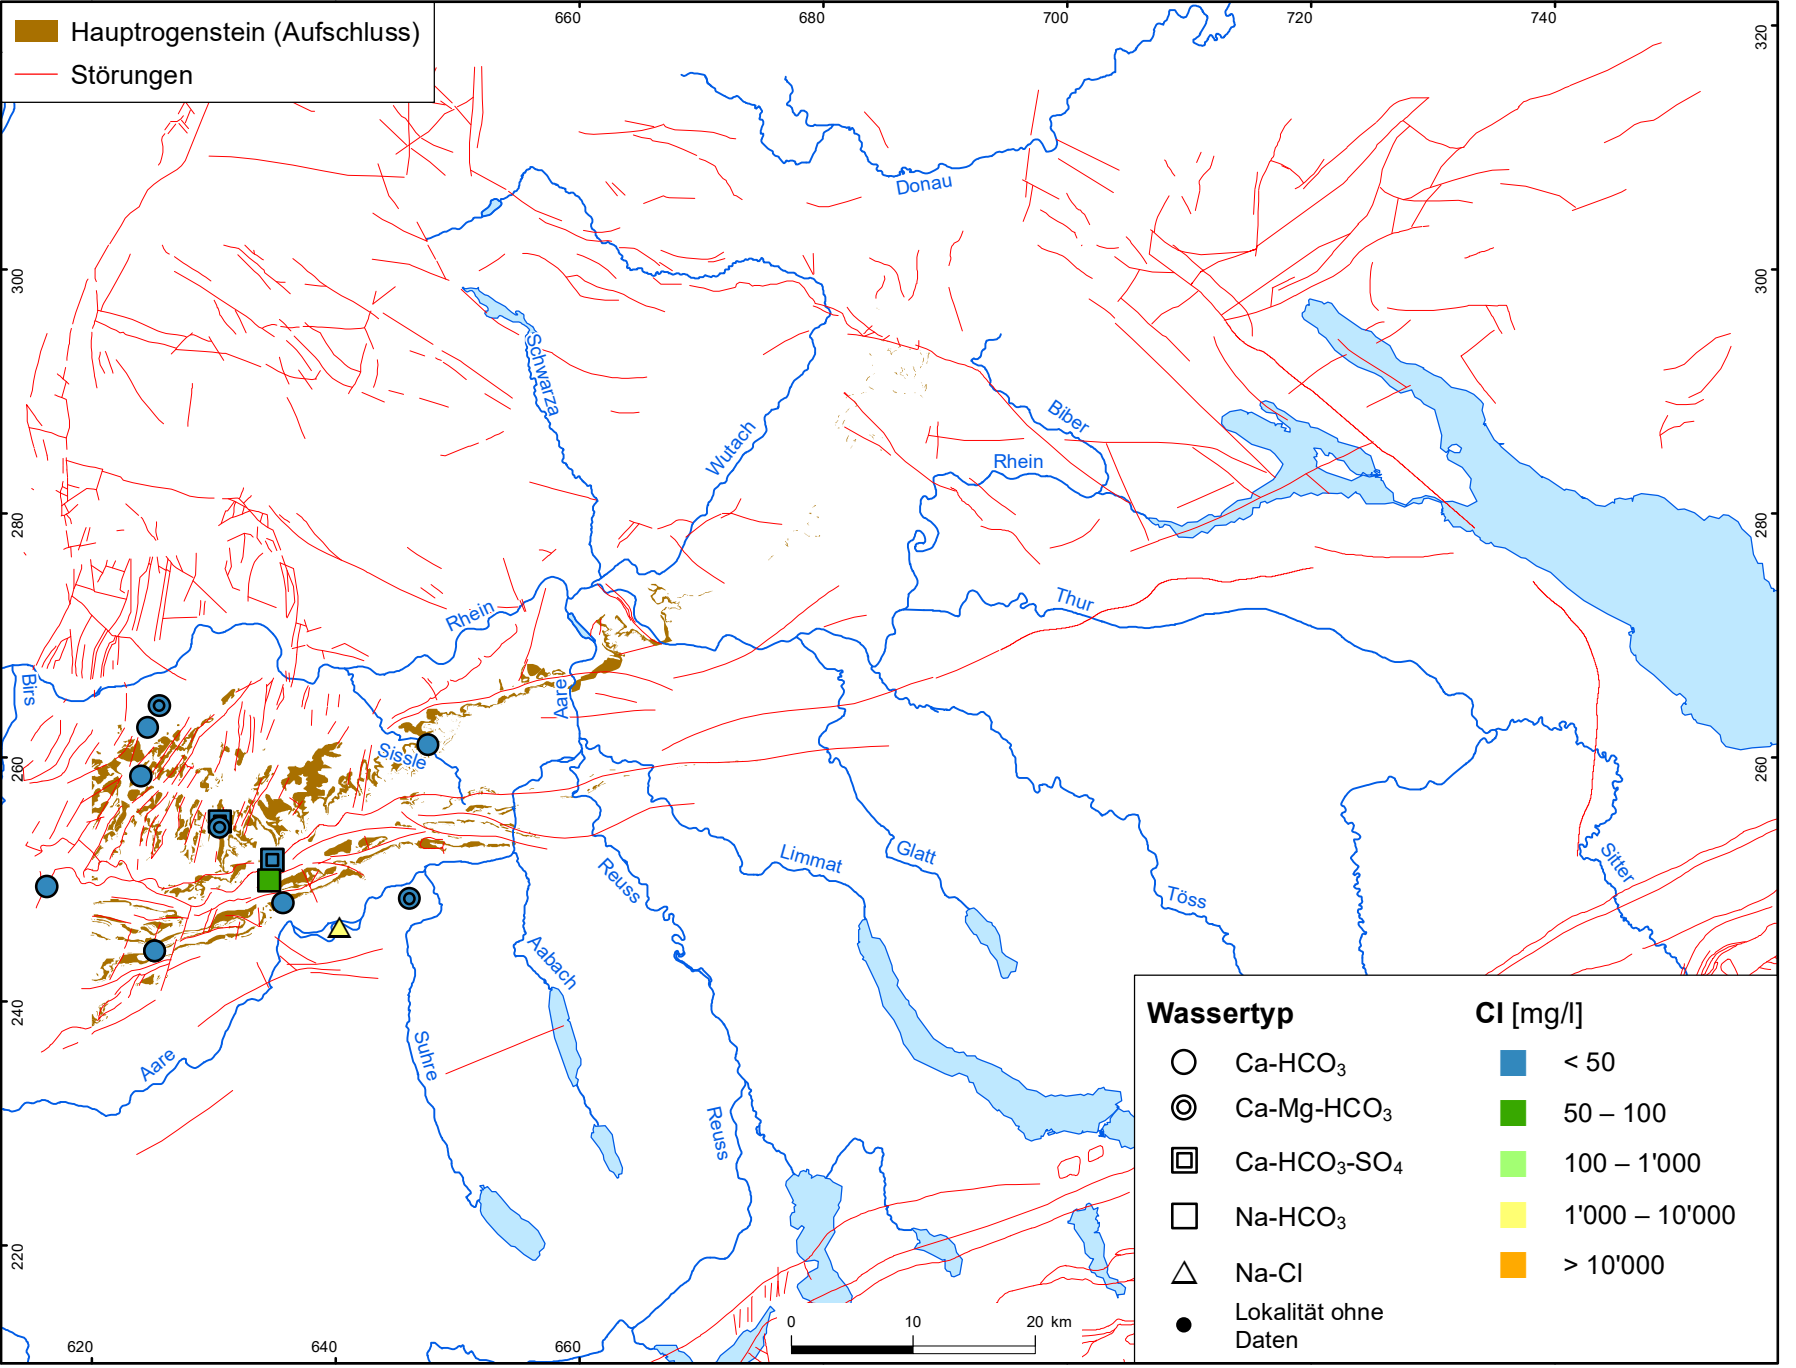 Hauptrogenstein (Aufschluss)
Störungen
660
680
700
720
740
320
300
300
280
280
260
260
240
220
620
640
660
Donau
Schwarza
Wutach
Biber
Rhein
Thur
Rhein
Birs
Aare
Sissle
Reuss
Limmat
Glatt
Töss
Sitter
Aabach
Aare
Suhre
Reuss
0 10 20 km
Wassertyp
Ca-HCO₃
Ca-Mg-HCO₃
Ca-HCO₃-SO₄
Na-HCO₃
Na-Cl
Lokalität ohne
Daten
Cl [mg/l]
< 50
50 – 100
100 – 1'000
1'000 – 10'000
> 10'000